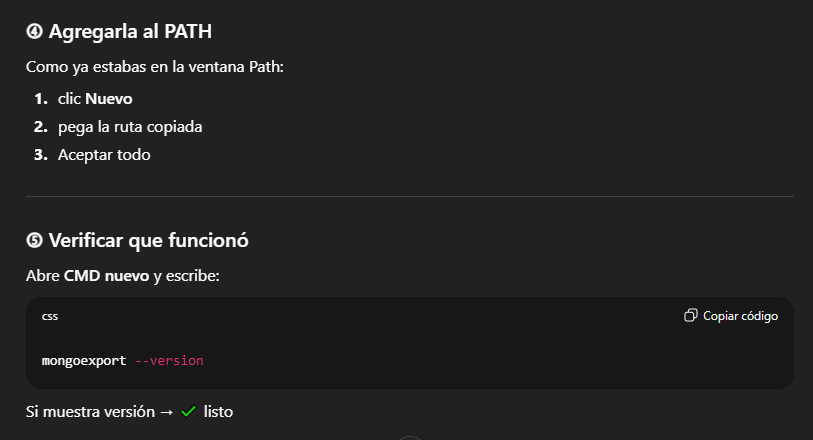 ④ Agregarla al PATH
Como ya estabas en la ventana Path:
1. clic Nuevo
2. pega la ruta copiada
3. Aceptar todo
⑤ Verificar que funcionó
Abre CMD nuevo y escribe:
css
Copiar código
mongoexport --version
Si muestra versión → ✔ listo